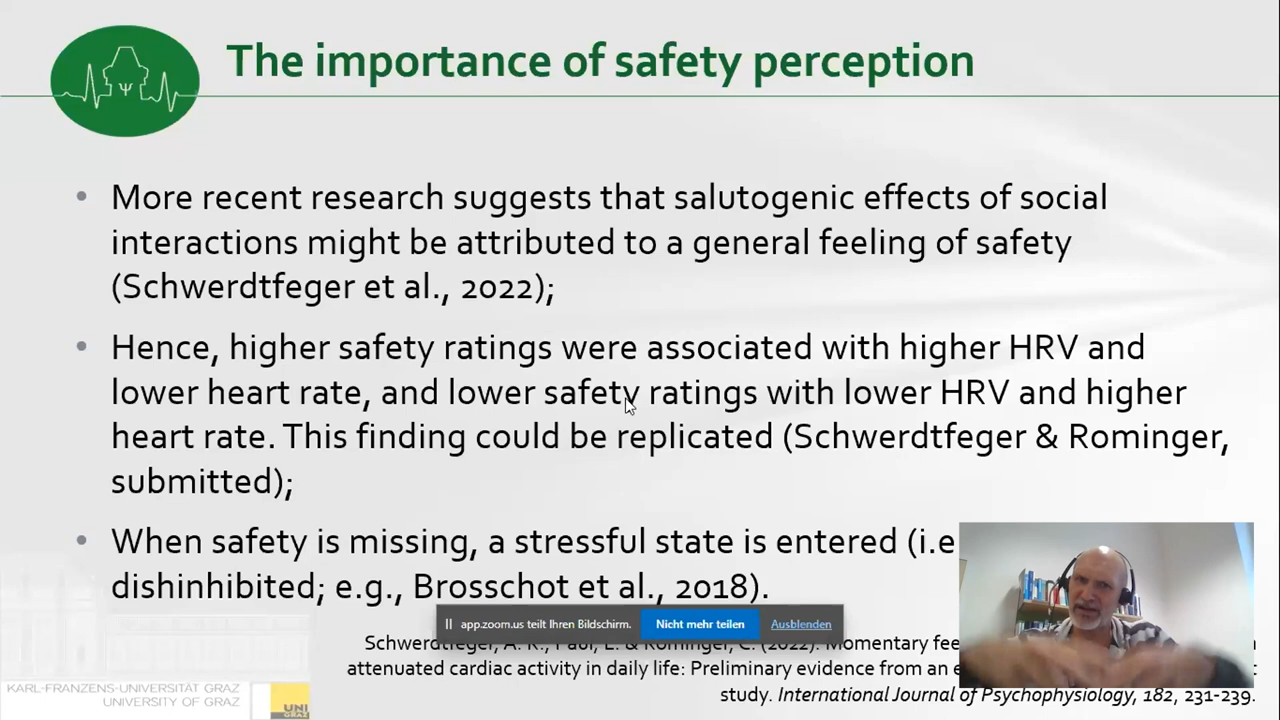 The importance of safety perception
• More recent research suggests that salutogenic effects of social
interactions might be attributed to a general feeling of safety
(Schwerdtfeger et al., 2022);
• Hence, higher safety ratings were associated with higher HRV and
lower heart rate, and lower safety ratings with lower HRV and higher
heart rate. This finding could be replicated (Schwerdtfeger & Rominger,
submitted);
• When safety is missing, a stressful state is entered (i.e
dishinhibited; e.g., Brosschot et al., 2018).
app.zoom.us teilt Ihren Bildschirm. Nicht mehr teilen Ausblenden
Schwerdtfeger, A. R., Paul, L. & Rominger, C. (2022). Momentary fee
attenuated cardiac activity in daily life: Preliminary evidence from an e
study. International Journal of Psychophysiology, 182, 231-239.
KARL-FRANZENS-UNIVERSITÄT GRAZ
UNIVERSITY OF GRAZ
UNI
GRAZ